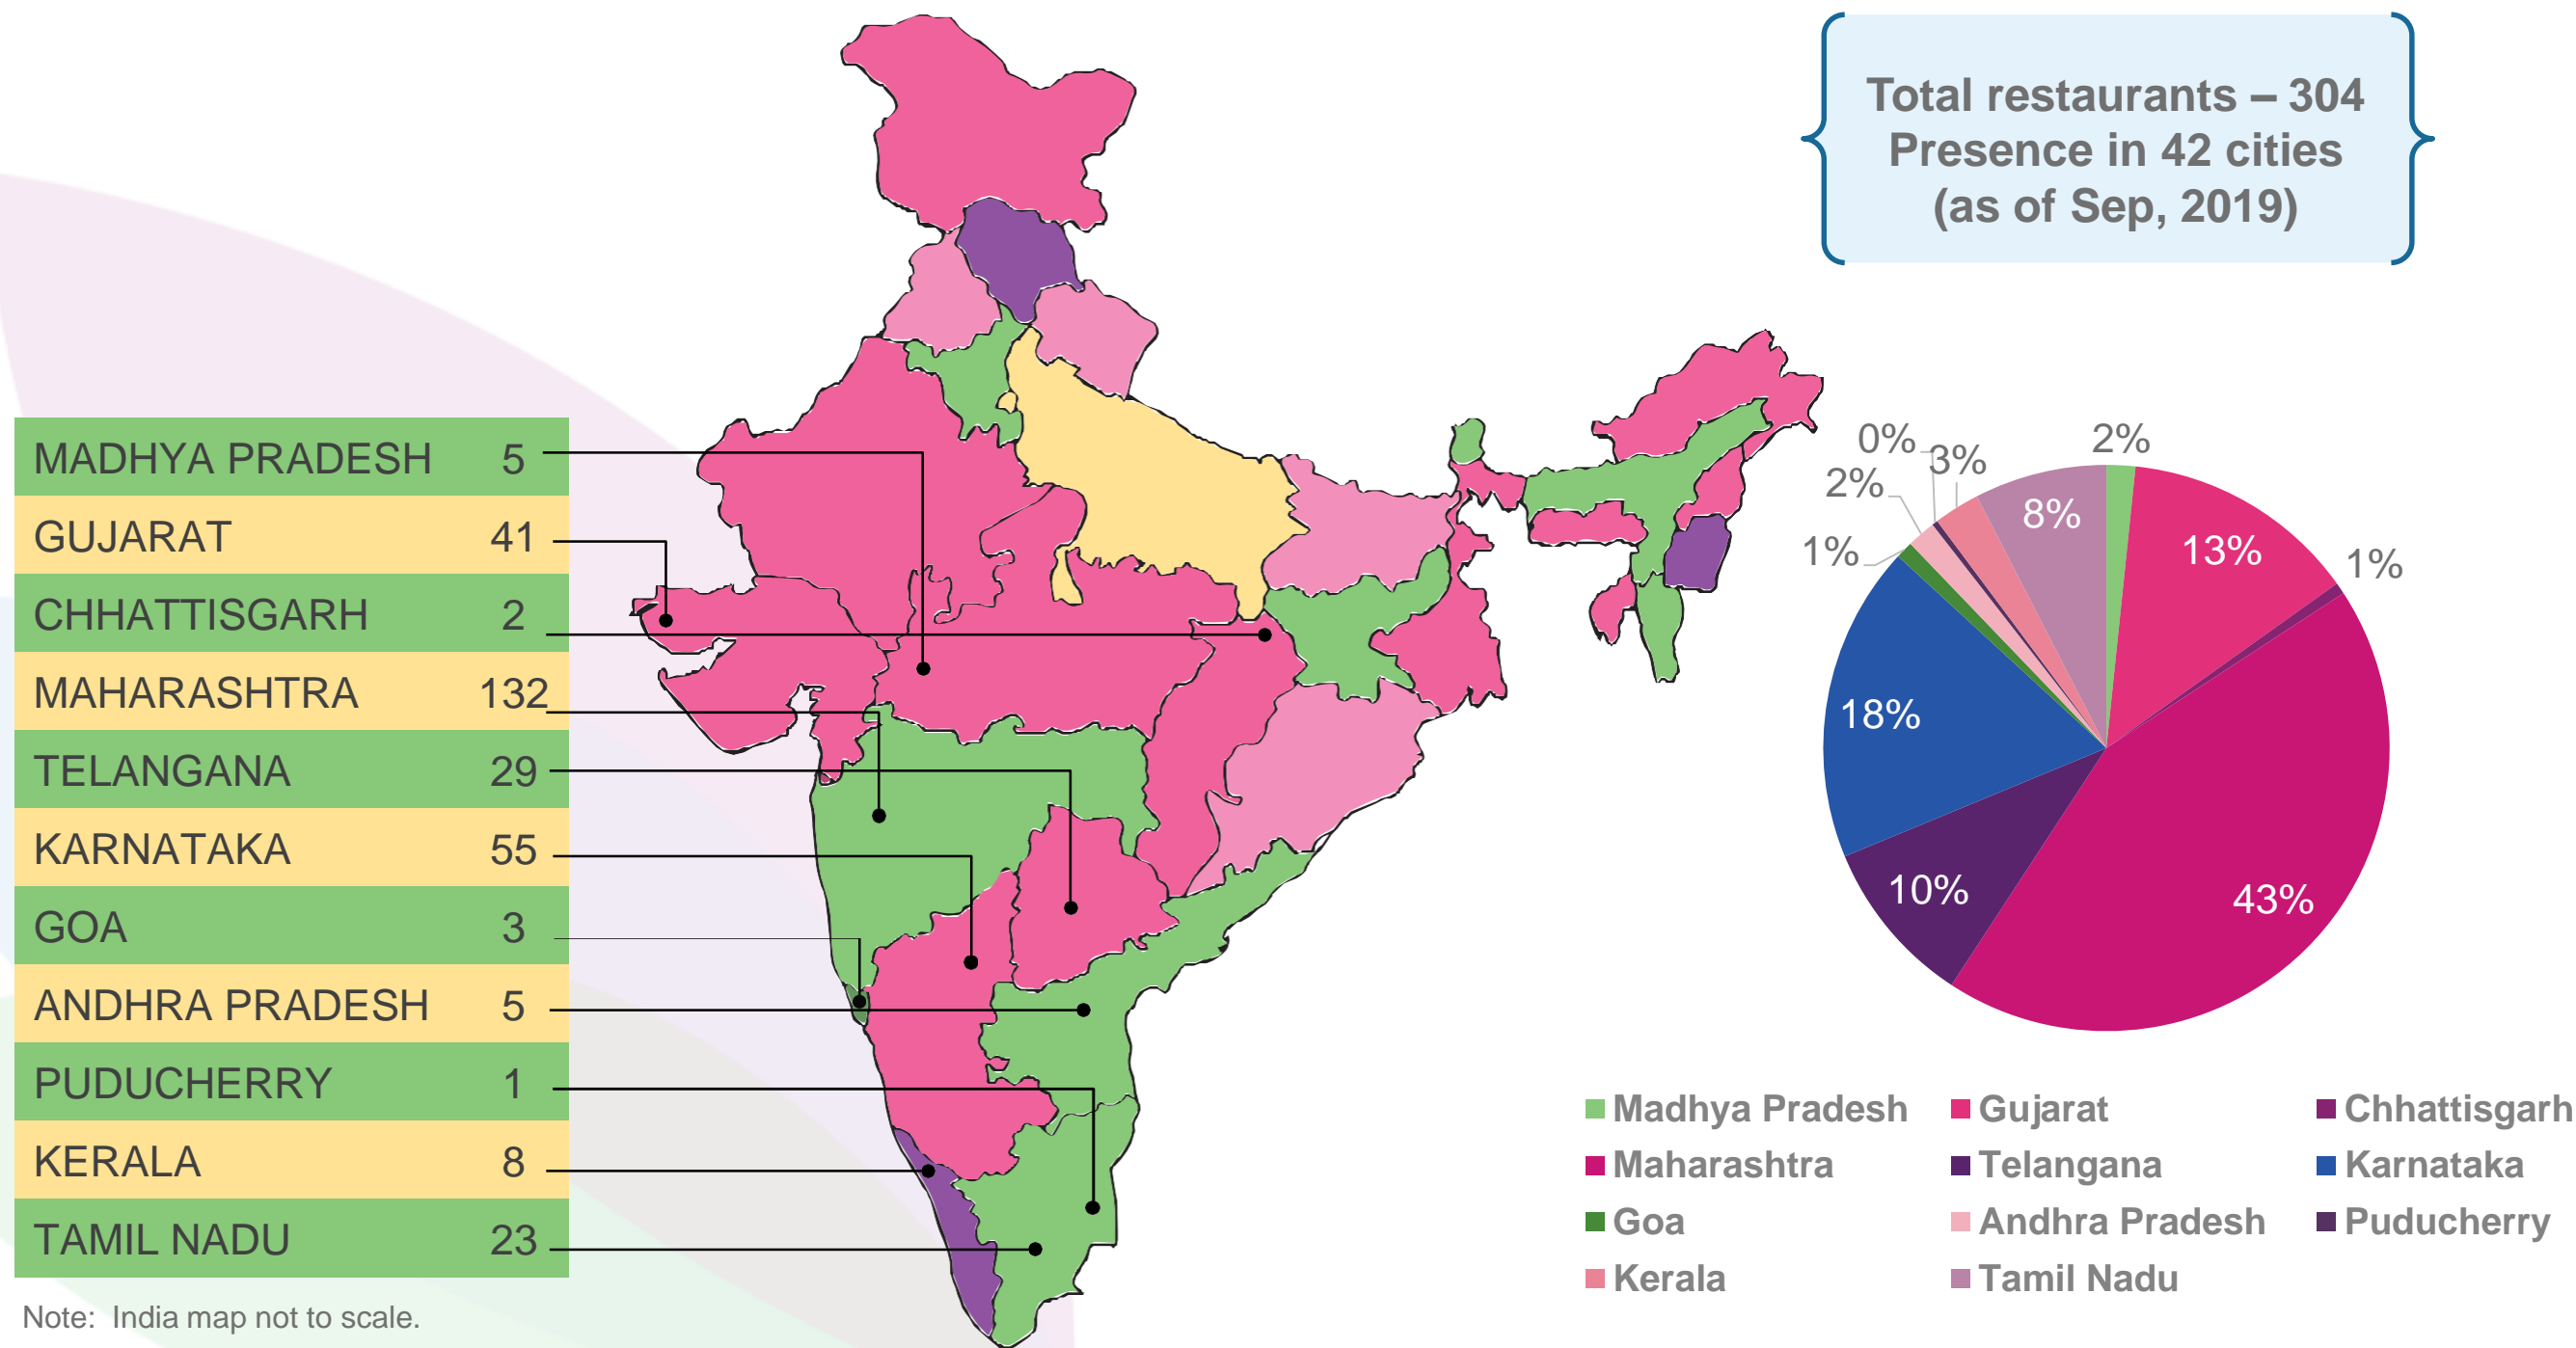 Total restaurants – 304
Presence in 42 cities
(as of Sep, 2019)
MADHYA PRADESH 5
GUJARAT 41
CHHATTISGARH 2
MAHARASHTRA 132
TELANGANA 29
KARNATAKA 55
GOA 3
ANDHRA PRADESH 5
PUDUCHERRY 1
KERALA 8
TAMIL NADU 23
Note: India map not to scale.
2%
13%
1%
43%
10%
18%
1%
2%
0%
3%
8%
Madhya Pradesh Gujarat Chhattisgarh
Maharashtra Telangana Karnataka
Goa Andhra Pradesh Puducherry
Kerala Tamil Nadu